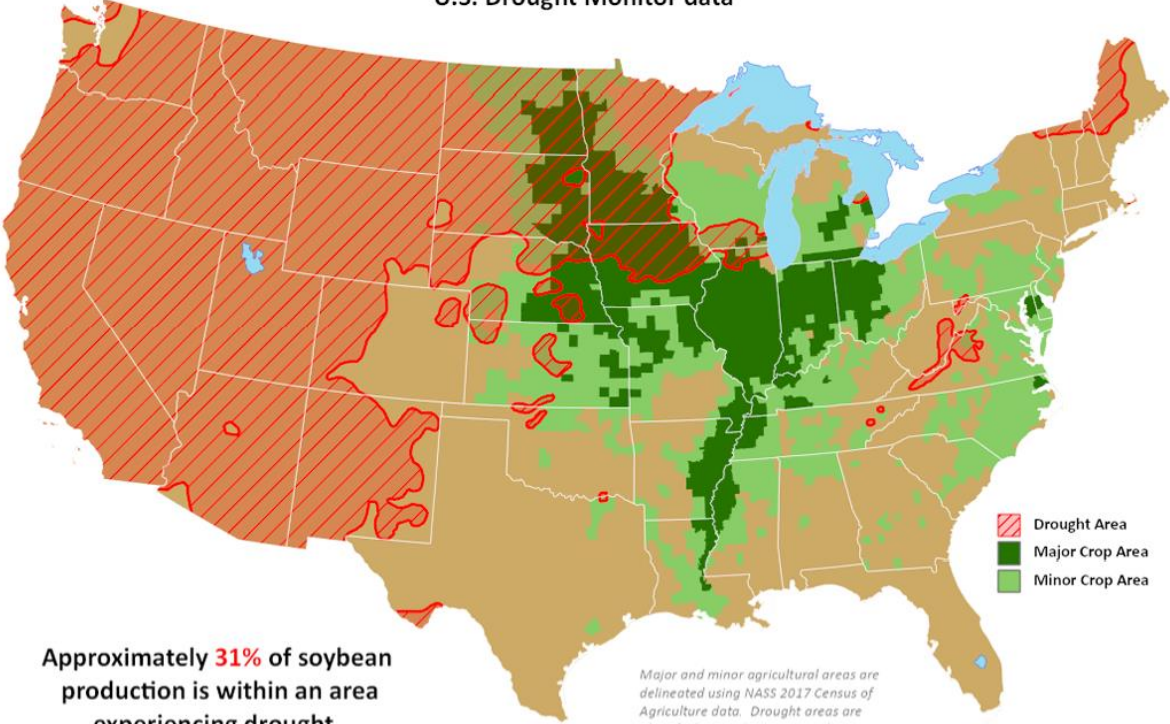 U.S. Drought Monitor data
Drought Area
Major Crop Area
Minor Crop Area
Approximately 31% of soybean
production is within an area
experiencing drought.
Major and minor agricultural areas are
delineated using NASS 2017 Census of
Agriculture data. Drought areas are